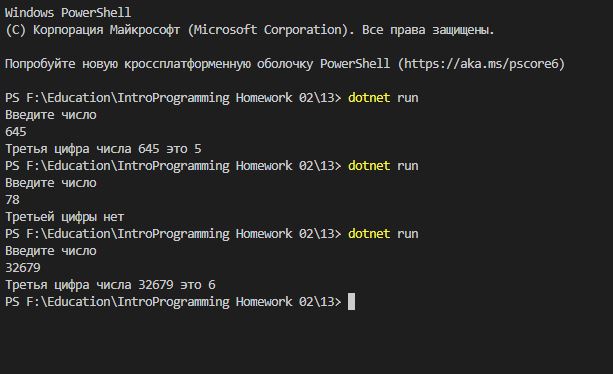 Windows PowerShell
(C) Корпорация Майкрософт (Microsoft Corporation). Все права защищены.
Попробуйте новую кроссплатформенную оболочку PowerShell (https://aka.ms/pscore6)
PS F:\Education\IntroProgramming Homework 02\13> dotnet run
Введите число
645
Третья цифра числа 645 это 5
PS F:\Education\IntroProgramming Homework 02\13> dotnet run
Введите число
78
Третьей цифры нет
PS F:\Education\IntroProgramming Homework 02\13> dotnet run
Введите число
32679
Третья цифра числа 32679 это 6
PS F:\Education\IntroProgramming Homework 02\13>